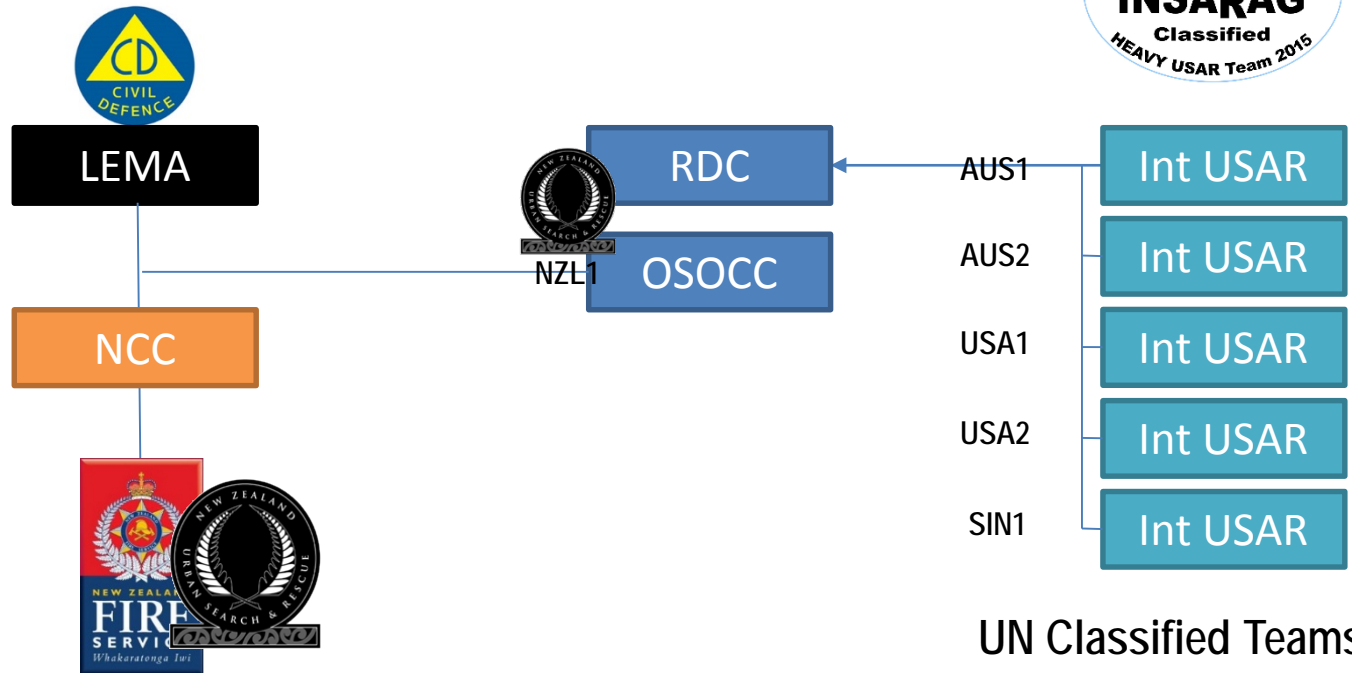 INSARAG
Classified
HEAVY USAR Team 2015
CD
CIVIL
DEFENCE
LEMA
RDC
AUS1
Int USAR
NEW ZEALAND
URBAN SEARCH & RESCUE
NZL1
OSOCC
AUS2
Int USAR
NCC
USA1
Int USAR
USA2
Int USAR
SIN1
Int USAR
NEW ZEALAND
URBAN SEARCH & RESCUE
NEW ZEALA
FIRE
SERVIC
Whakaratonga Iwi
UN Classified Teams